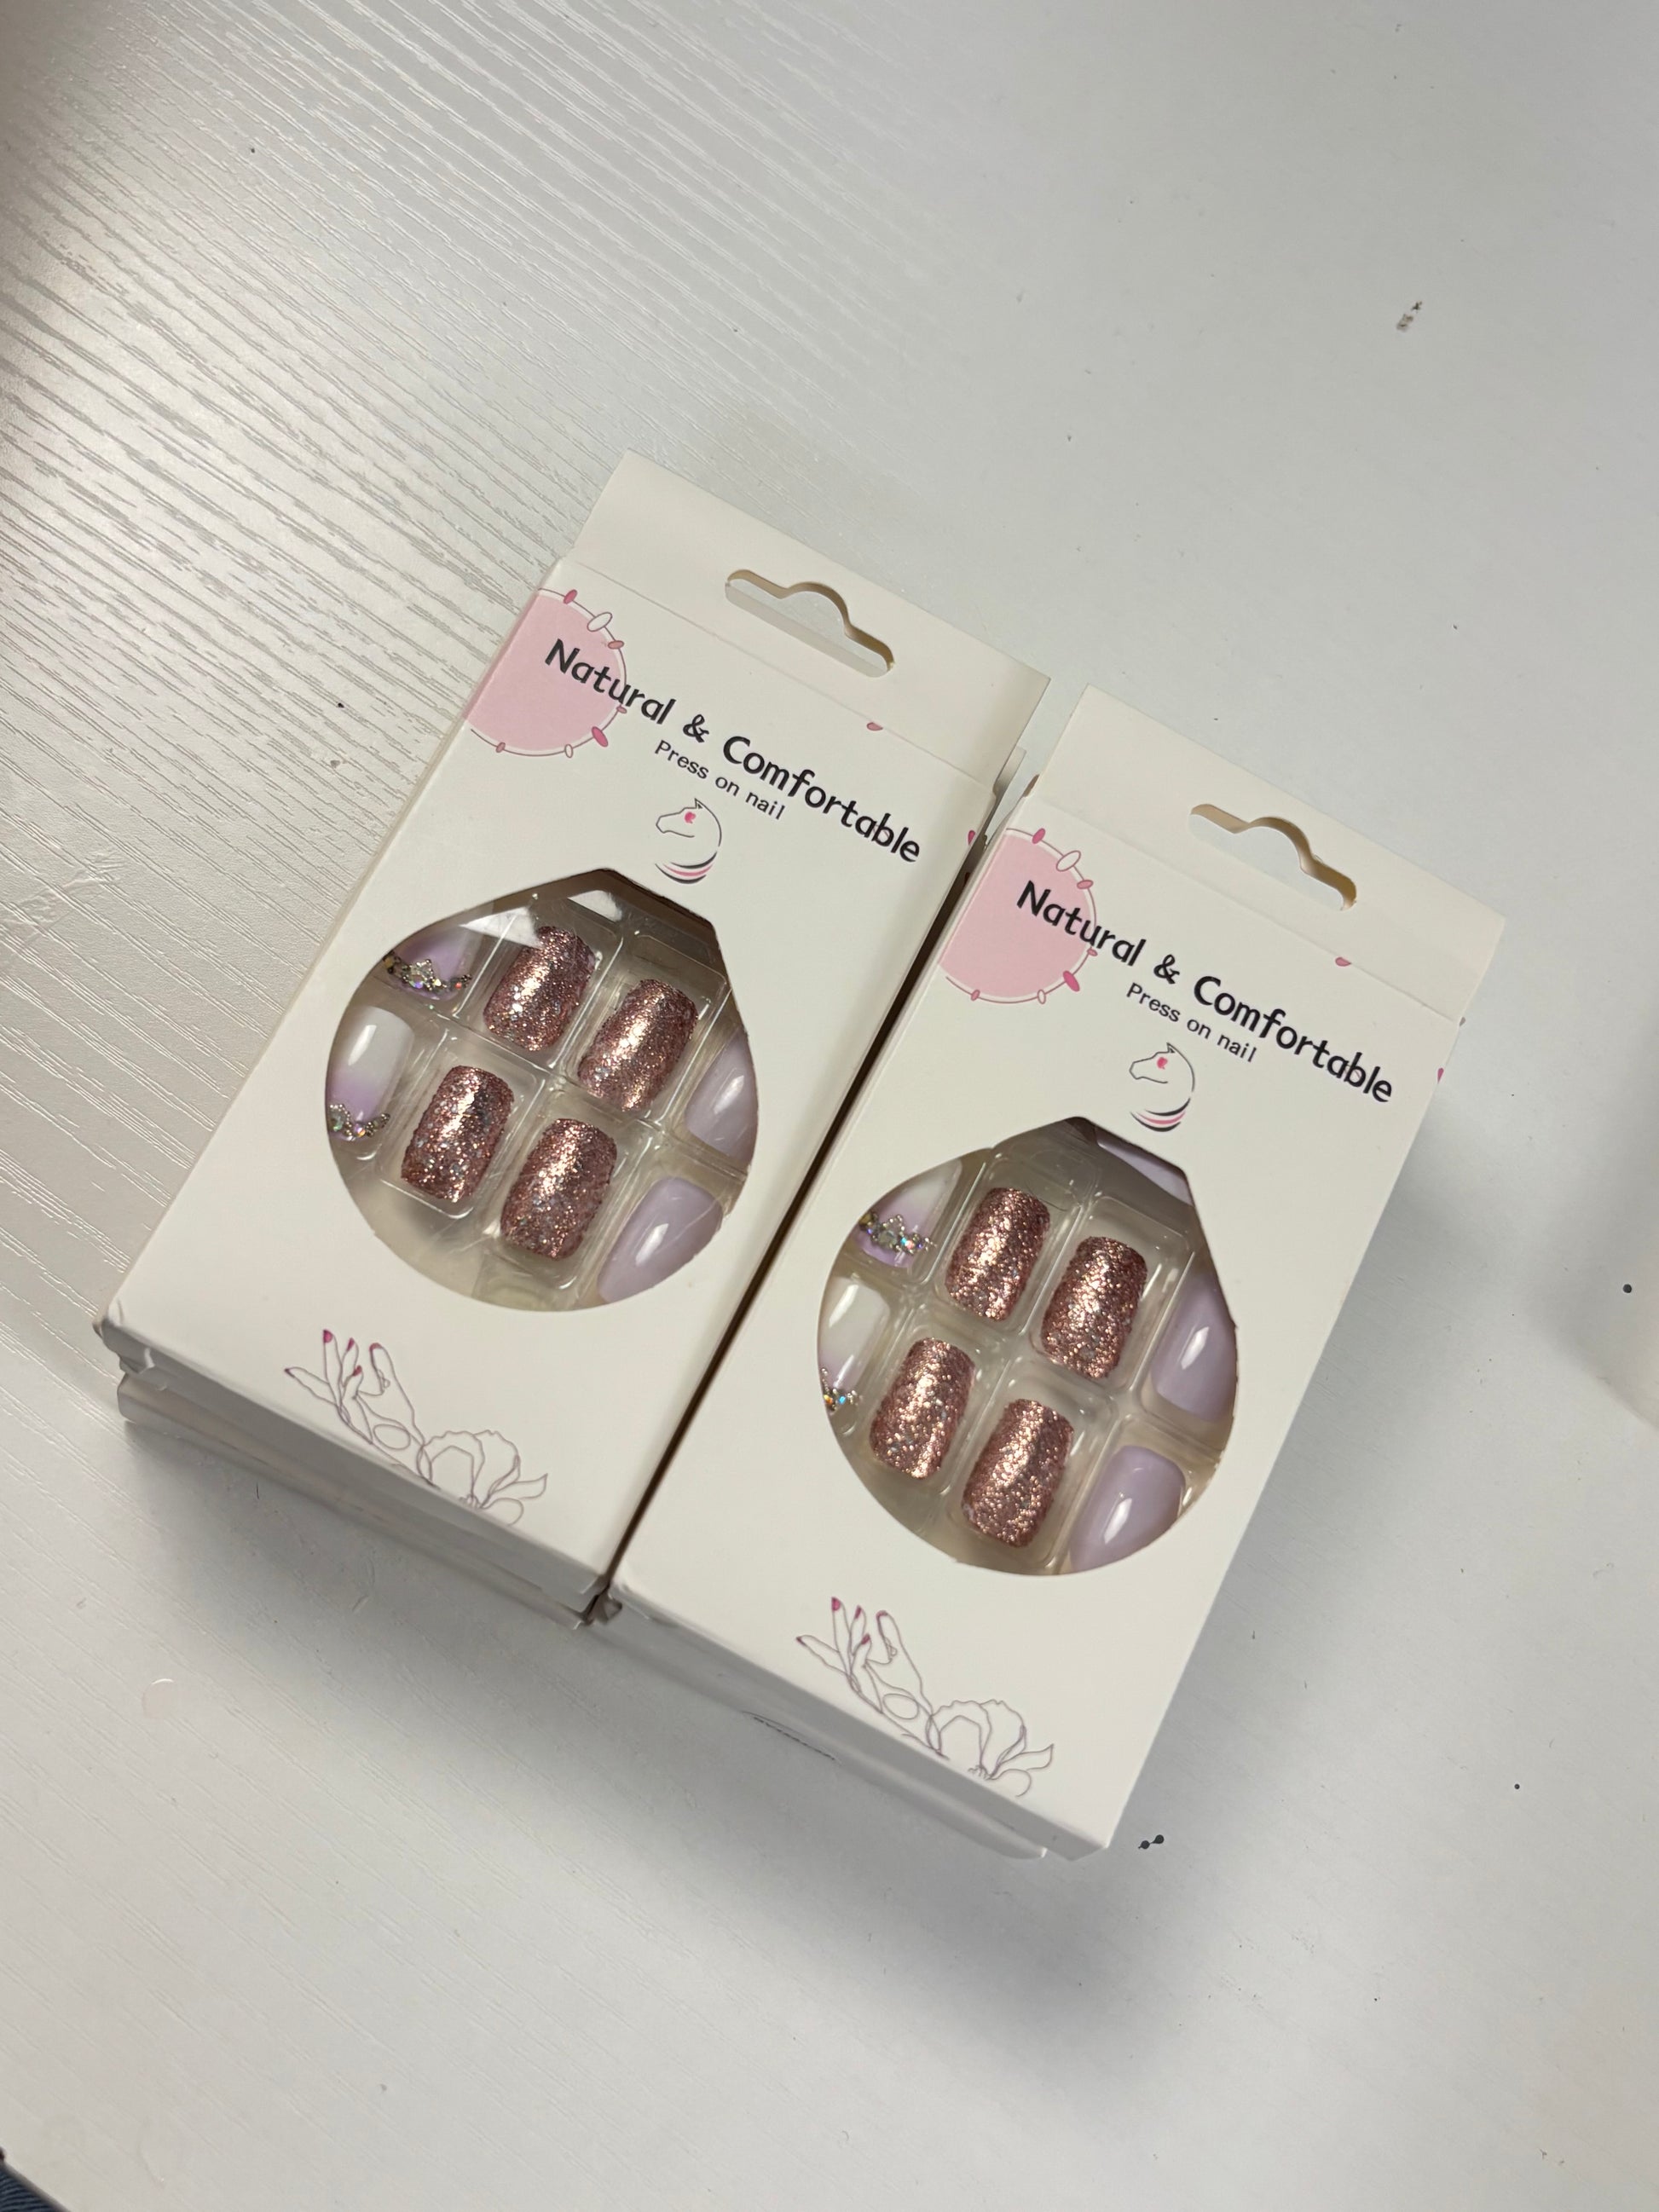 Natural & Comfortable
Press on nail
Natural & Comfortable
Press on nail